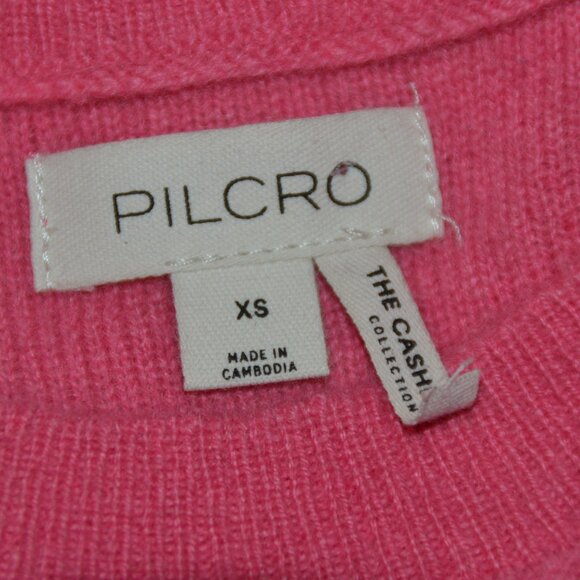 PILCRO
XS
MADE IN
CAMBODIA
THE CASH
COLLECTION